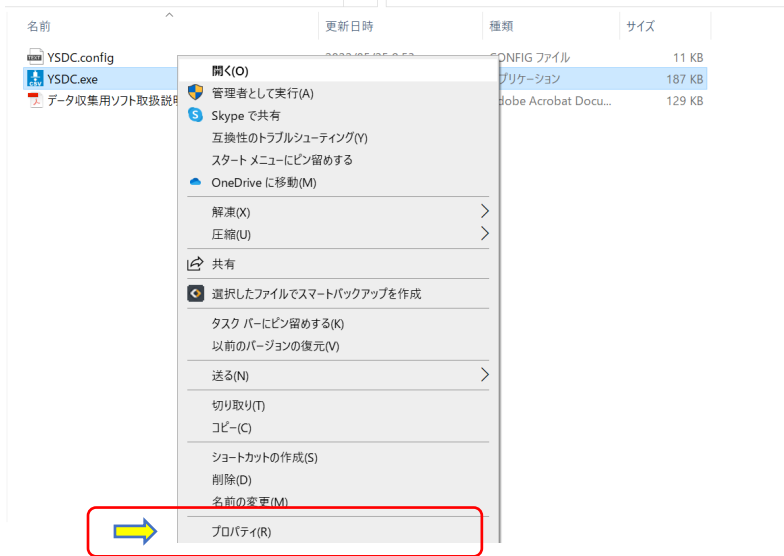 名前 更新日時 種類 サイズ
YSDC.config CONFIG ファイル 11 KB
YSDC.exe プリケーション 187 KB
データ収集用ソフト取扱説明 dobe Acrobat Docu... 129 KB
開く(O)
管理者として実行(A)
Skype で共有
互換性のトラブルシューティング(Y)
スタート メニューにピン留めする
OneDrive に移動(M)
解凍(X)
圧縮(U)
共有
選択したファイルでスマートバックアップを作成
タスク バーにピン留めする(K)
以前のバージョンの復元(V)
送る(N)
切り取り(T)
コピー(C)
ショートカットの作成(S)
削除(D)
名前の変更(M)
プロパティ(R)